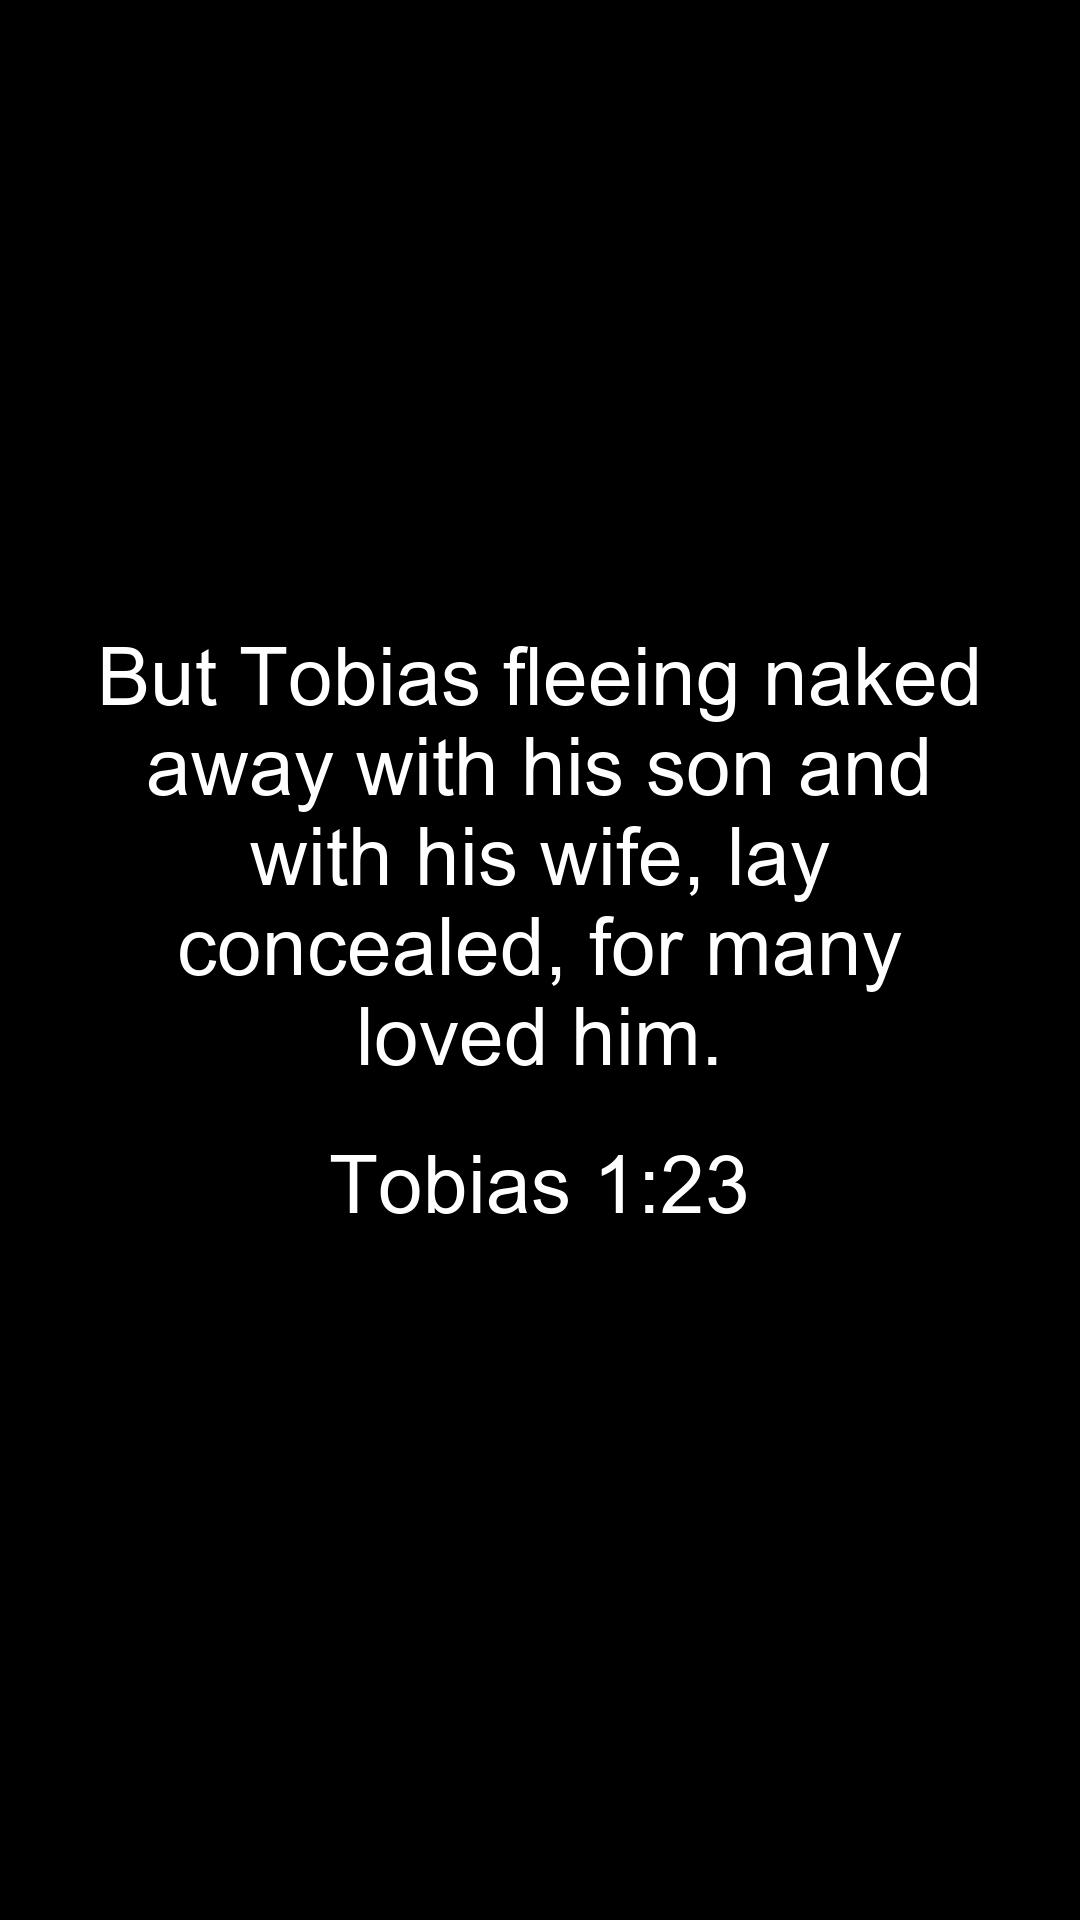 But Tobias fleeing naked
away with his son and
with his wife, lay
concealed, for many
loved him.
Tobias 1:23